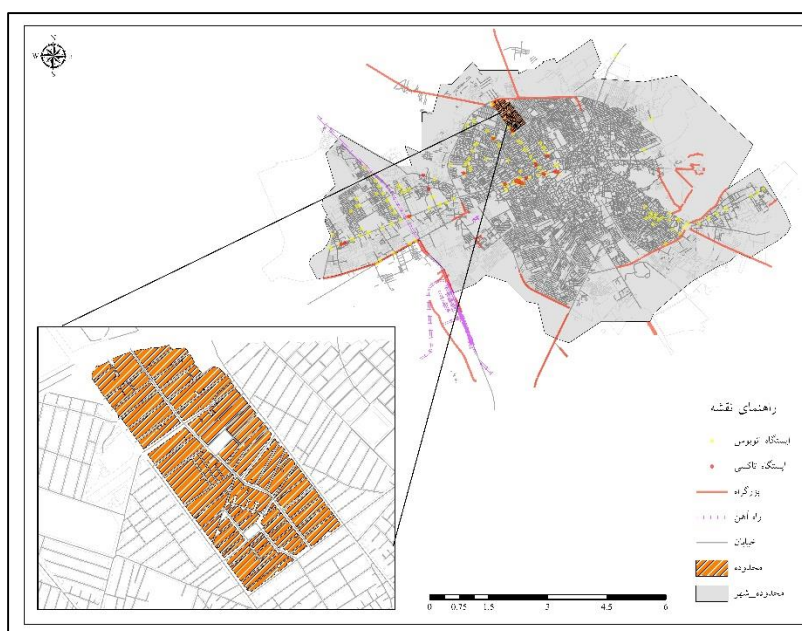 S
W
راهنمای نقشه
ایستگاه اتوبوس
ایستگاه تاکسی
بزرگراه
راه آهن
خیابان
محدوده
محدوده_شهر
0 0.75 1.5 3 4.5 6